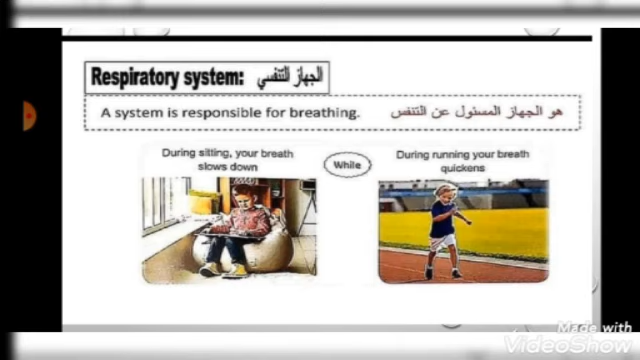 Respiratory system: الجهاز التنفسي
A system is responsible for breathing. هو الجهاز المسئول عن التنفس
During sitting, your breath
slows down
While
During running your breath
quickens
Made with
VideoShow